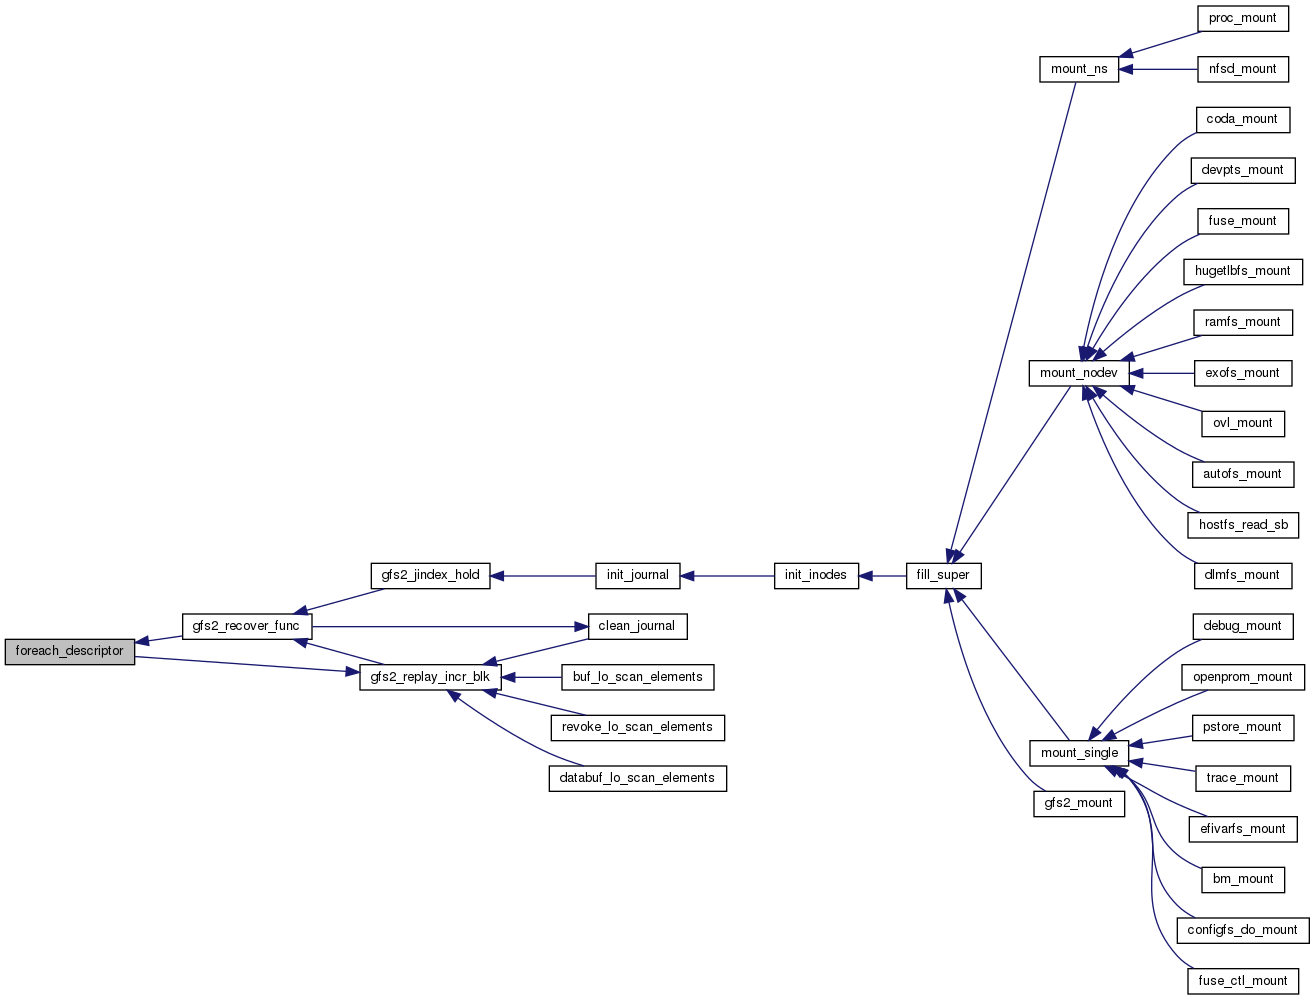 proc_mount
mount_ns
nfsd_mount
coda_mount
devpts_mount
fuse_mount
hugetlbfs_mount
ramfs_mount
mount_nodev
exofs_mount
ovl_mount
autofs_mount
hostfs_read_sb
gfs2_jindex_hold
init_journal
init_inodes
fill_super
dlmfs_mount
gfs2_recover_func
clean_journal
debug_mount
foreach_descriptor
gfs2_replay_incr_blk
buf_lo_scan_elements
openprom_mount
revoke_lo_scan_elements
pstore_mount
mount_single
databuf_lo_scan_elements
trace_mount
gfs2_mount
efivarfs_mount
bm_mount
configfs_do_mount
fuse_ctl_mount